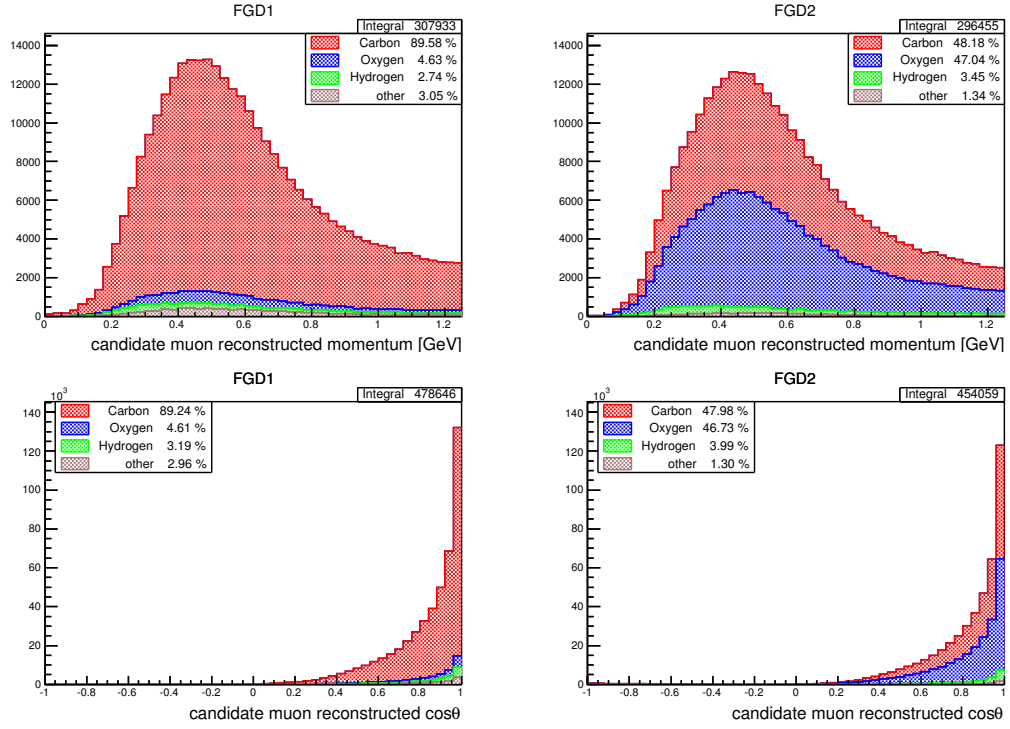 FGD1
Integral 307933
Carbon 89.58 %
Oxygen 4.63 %
Hydrogen 2.74 %
other 3.05 %
14000
12000
10000
8000
6000
4000
2000
0
0 0.2 0.4 0.6 0.8 1 1.2
candidate muon reconstructed momentum [GeV]
FGD2
Integral 296455
Carbon 48.18 %
Oxygen 47.04 %
Hydrogen 3.45 %
other 1.34 %
14000
12000
10000
8000
6000
4000
2000
0
0 0.2 0.4 0.6 0.8 1 1.2
candidate muon reconstructed momentum [GeV]
FGD1
Integral 478646
10³
Carbon 89.24 %
Oxygen 4.61 %
Hydrogen 3.19 %
other 2.96 %
140
120
100
80
60
40
20
0
-1 -0.8 -0.6 -0.4 -0.2 0 0.2 0.4 0.6 0.8 1
candidate muon reconstructed cosθ
FGD2
Integral 454059
10³
Carbon 47.98 %
Oxygen 46.73 %
Hydrogen 3.99 %
other 1.30 %
140
120
100
80
60
40
20
0
-1 -0.8 -0.6 -0.4 -0.2 0 0.2 0.4 0.6 0.8 1
candidate muon reconstructed cosθ